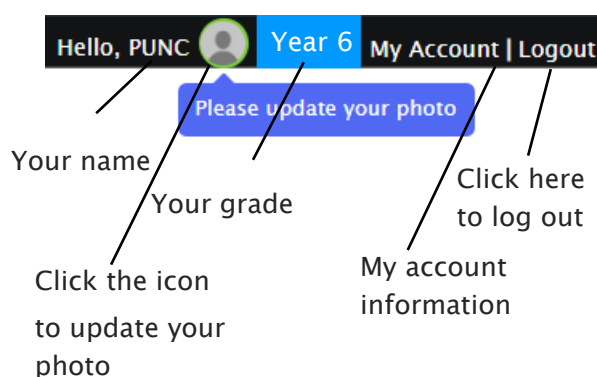 Hello, PUNC Year 6 My Account | Logout
Please update your photo
Your name
Your grade
Click here
to log out
Click the icon
to update your
photo
My account
information